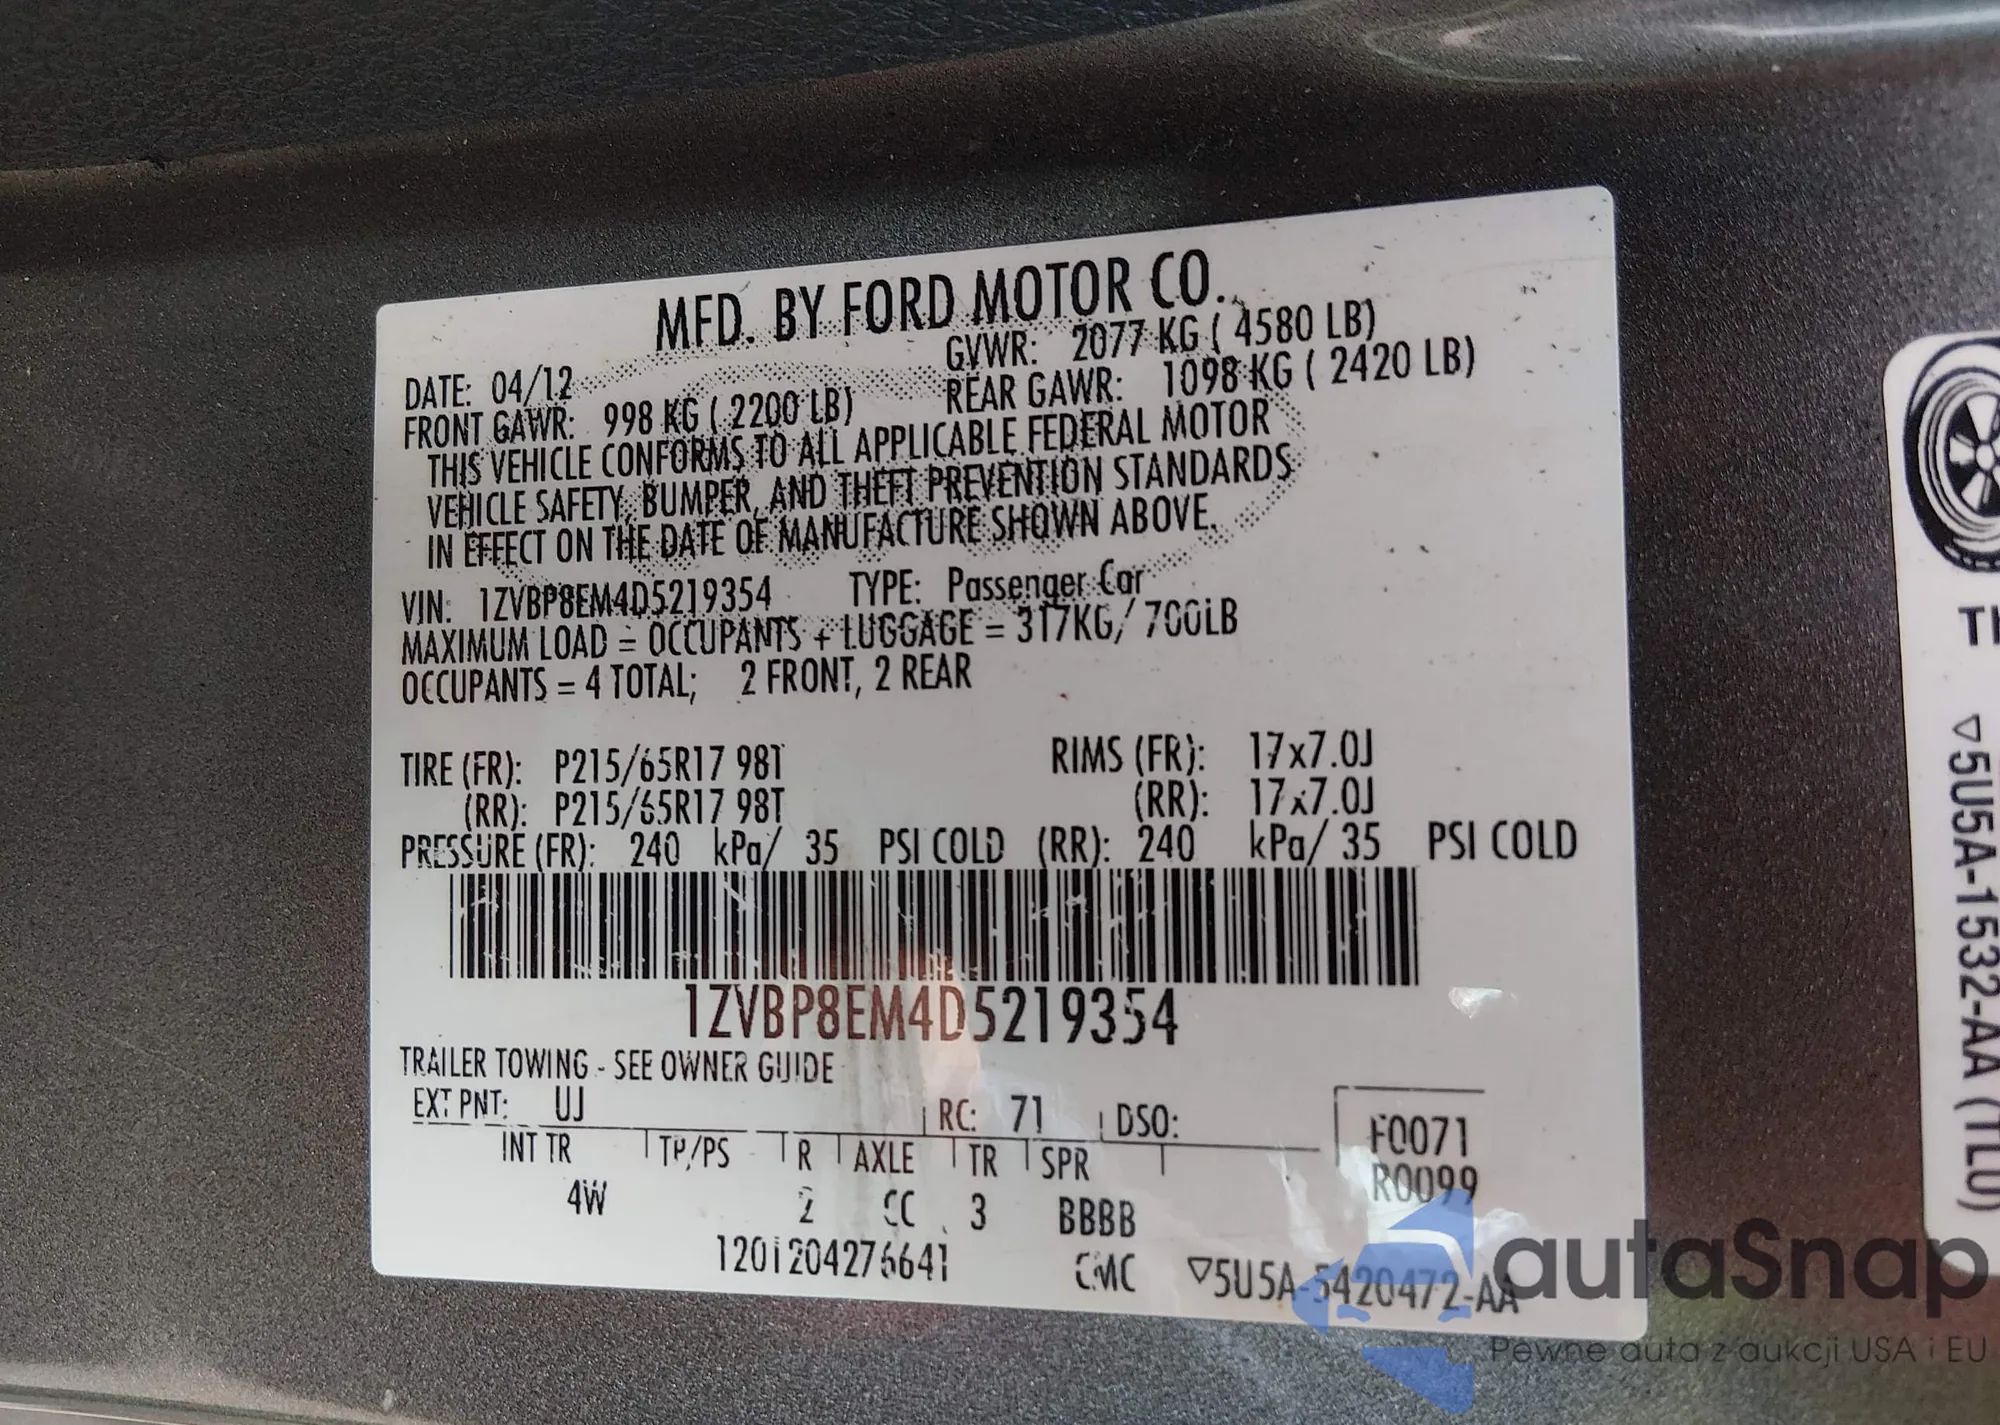 MFD. BY FORD MOTOR CO.
DATE: 04/12 GVWR: 2077 KG ( 4580 LB)
FRONT GAWR: 998 KG ( 2200 LB) REAR GAWR: 1098 KG ( 2420 LB)
THIS VEHICLE CONFORMS TO ALL APPLICABLE FEDERAL MOTOR
VEHICLE SAFETY, BUMPER, AND THEFT PREVENTION STANDARDS
IN EFFECT ON THE DATE OF MANUFACTURE SHOWN ABOVE.
VIN: 1ZVBP8EM4D5219354 TYPE: Passenger Car
MAXIMUM LOAD = OCCUPANTS + LUGGAGE = 317KG/ 700LB
OCCUPANTS = 4 TOTAL; 2 FRONT, 2 REAR
TIRE (FR): P215/65R17 98T RIMS (FR): 17x7.0J
(RR): P215/65R17 98T (RR): 17x7.0J
PRESSURE (FR): 240 kPa/ 35 PSI COLD (RR): 240 kPa/ 35 PSI COLD
1ZVBP8EM4D5219354
TRAILER TOWING - SEE OWNER GUIDE
EXT PNT: UJ RC: 71 DSO: F0071
INT TR TP/PS R AXLE TR SPR R0099
4W 2 CC 3 BBBB
1201204276641 CMC ▽5U5A-5420472-AA
▽5U5A-1532-AA (TL0)
autaSnap
Pewne auta z aukcji USA i EU